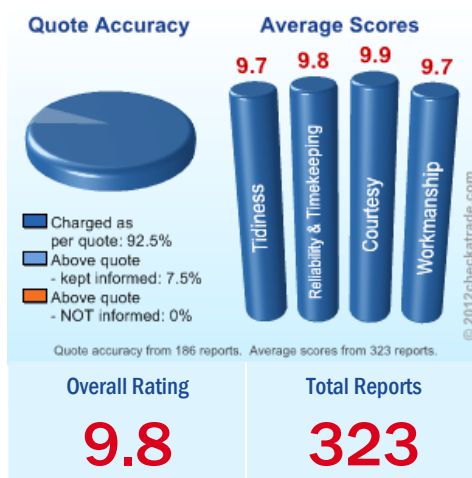 Quote Accuracy
Average Scores
9.7
9.8
9.9
9.7
Tidiness
Reliability & Timekeeping
Courtesy
Workmanship
Charged as
per quote: 92.5%
Above quote
- kept informed: 7.5%
Above quote
- NOT informed: 0%
© 2012checkatrade.com
Quote accuracy from 186 reports. Average scores from 323 reports.
Overall Rating
9.8
Total Reports
323